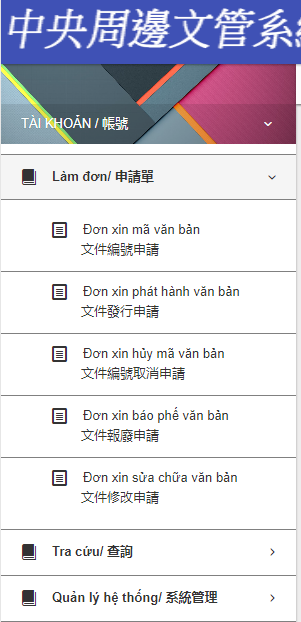 中央周邊文管系統
TÀI KHOẢN / 帳號
Làm đơn/ 申請單
Đơn xin mã văn bản
文件編號申請
Đơn xin phát hành văn bản
文件發行申請
Đơn xin hủy mã văn bản
文件編號取消申請
Đơn xin báo phế văn bản
文件報廢申請
Đơn xin sửa chữa văn bản
文件修改申請
Tra cứu/ 查詢
Quản lý hệ thống/ 系統管理